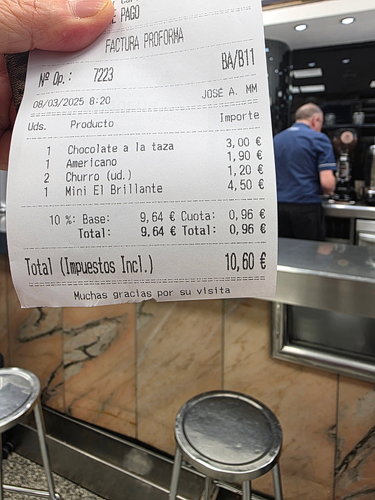 E PAGO
FACTURA PROFORMA
Nº Op.: 7223 BA/B11
08/03/2025 8:20 JOSÉ A. MM
Uds. Producto Importe
1 Chocolate a la taza 3,00 €
1 Americano 1,90 €
2 Churro (ud.) 1,20 €
1 Mini El Brillante 4,50 €
10 %: Base: 9,64 € Cuota: 0,96 €
Total: 9.64 € Total: 0,96 €
Total (Impuestos Incl.) 10,60 €
Muchas gracias por su visita